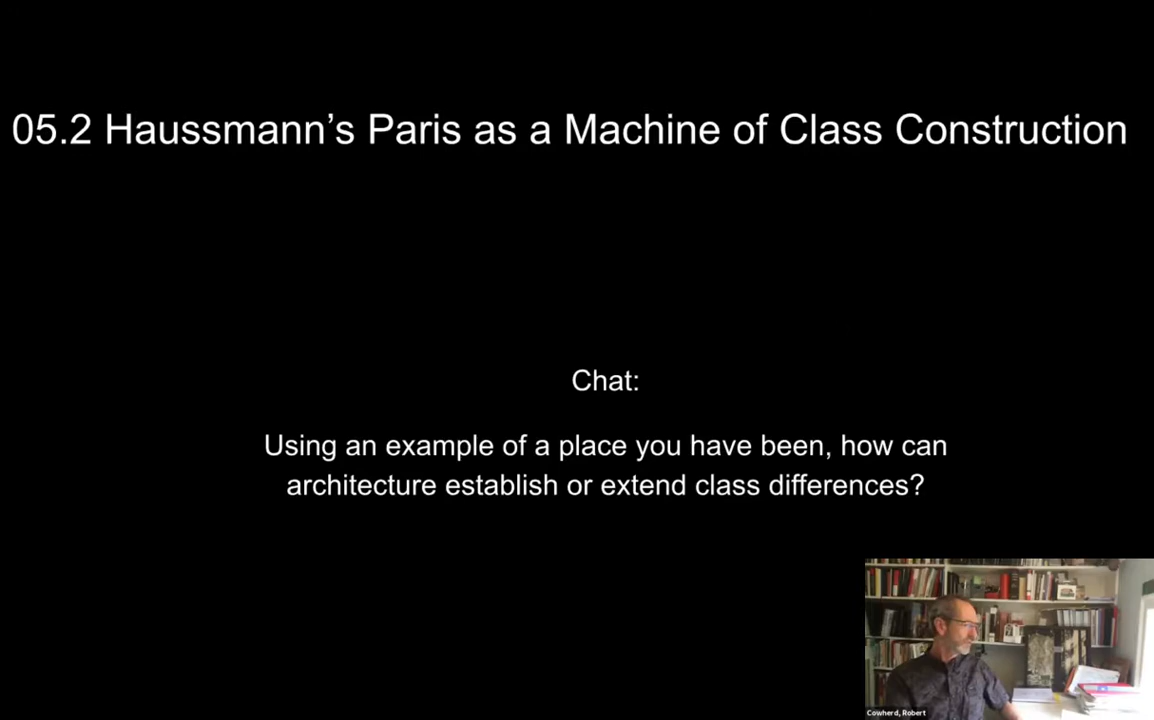 05.2 Haussmann’s Paris as a Machine of Class Construction
Chat:
Using an example of a place you have been, how can
architecture establish or extend class differences?
Cowherd, Robert